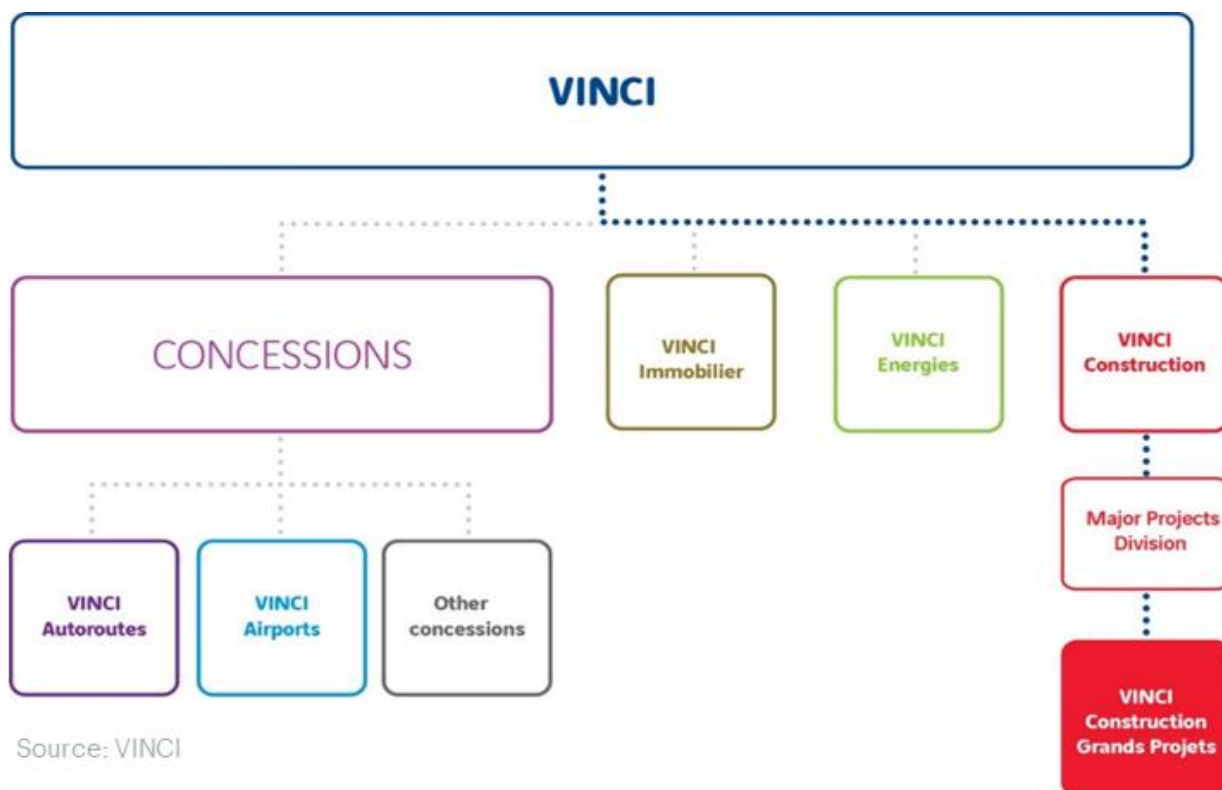 VINCI
CONCESSIONS
VINCI
Immobilier
VINCI
Energies
VINCI
Construction
Major Projects
Division
VINCI
Autoroutes
VINCI
Airports
Other
concessions
VINCI
Construction
Grands Projets
Source: VINCI